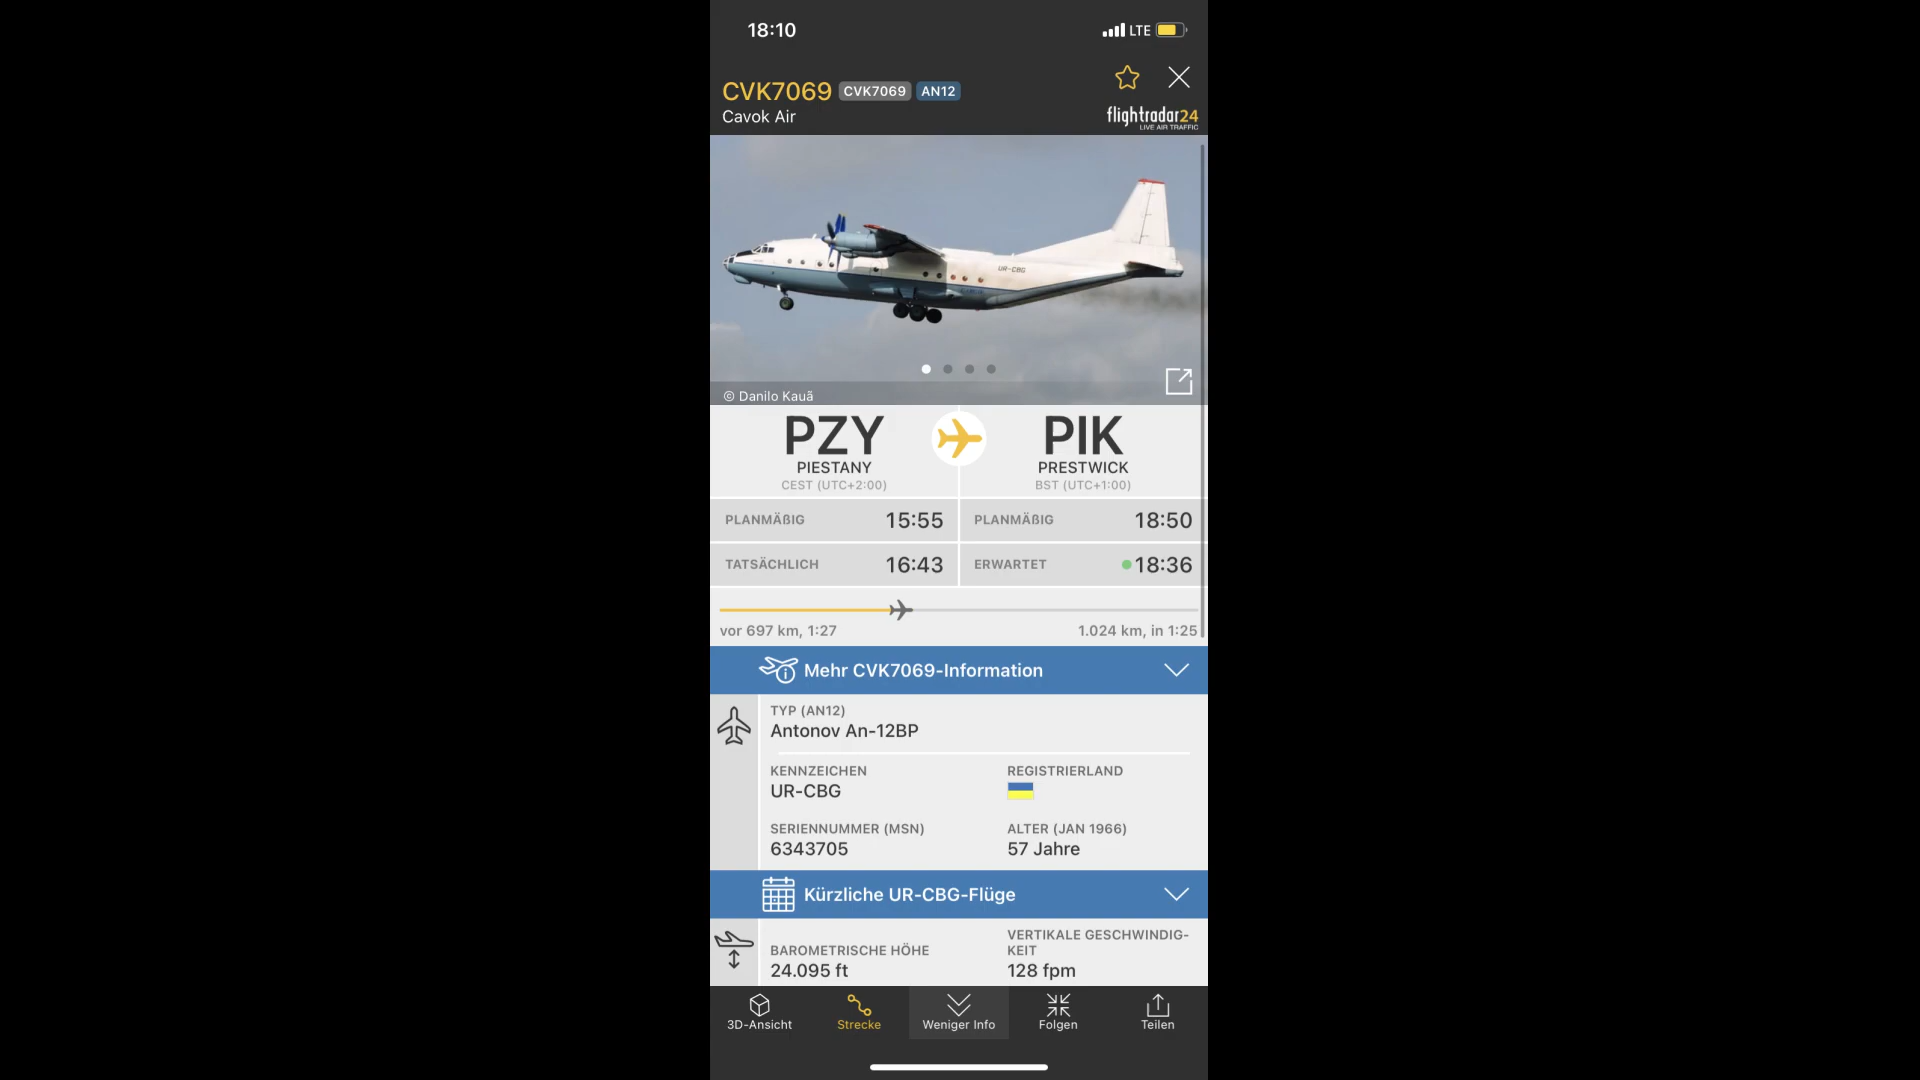 18:10
LTE
CVK7069 CVK7069 AN12
Cavok Air
flightradar24
LIVE AIR TRAFFIC
UR-CBG
© Danilo Kauã
PZY
PIESTANY
CEST (UTC+2:00)
PIK
PRESTWICK
BST (UTC+1:00)
PLANMÄßIG 15:55
PLANMÄßIG 18:50
TATSÄCHLICH 16:43
ERWARTET 18:36
vor 697 km, 1:27
1.024 km, in 1:25
Mehr CVK7069-Information
TYP (AN12)
Antonov An-12BP
KENNZEICHEN
UR-CBG
REGISTRIERLAND
SERIENNUMMER (MSN)
6343705
ALTER (JAN 1966)
57 Jahre
Kürzliche UR-CBG-Flüge
BAROMETRISCHE HÖHE
24.095 ft
VERTIKALE GESCHWINDIG-
KEIT
128 fpm
3D-Ansicht
Strecke
Weniger Info
Folgen
Teilen